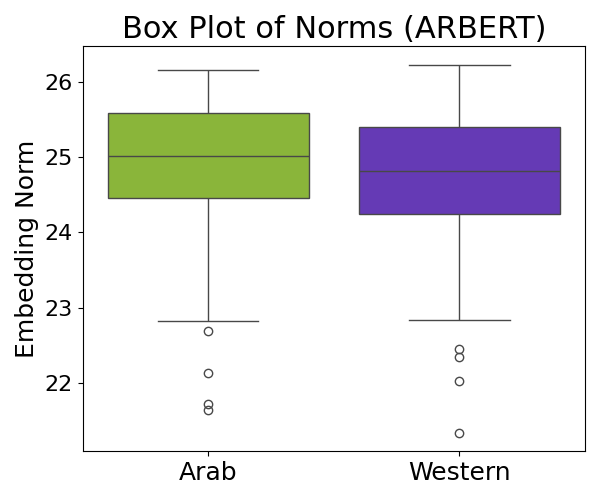 Box Plot of Norms (ARBERT)
Embedding Norm
26
25
24
23
22
Arab
Western